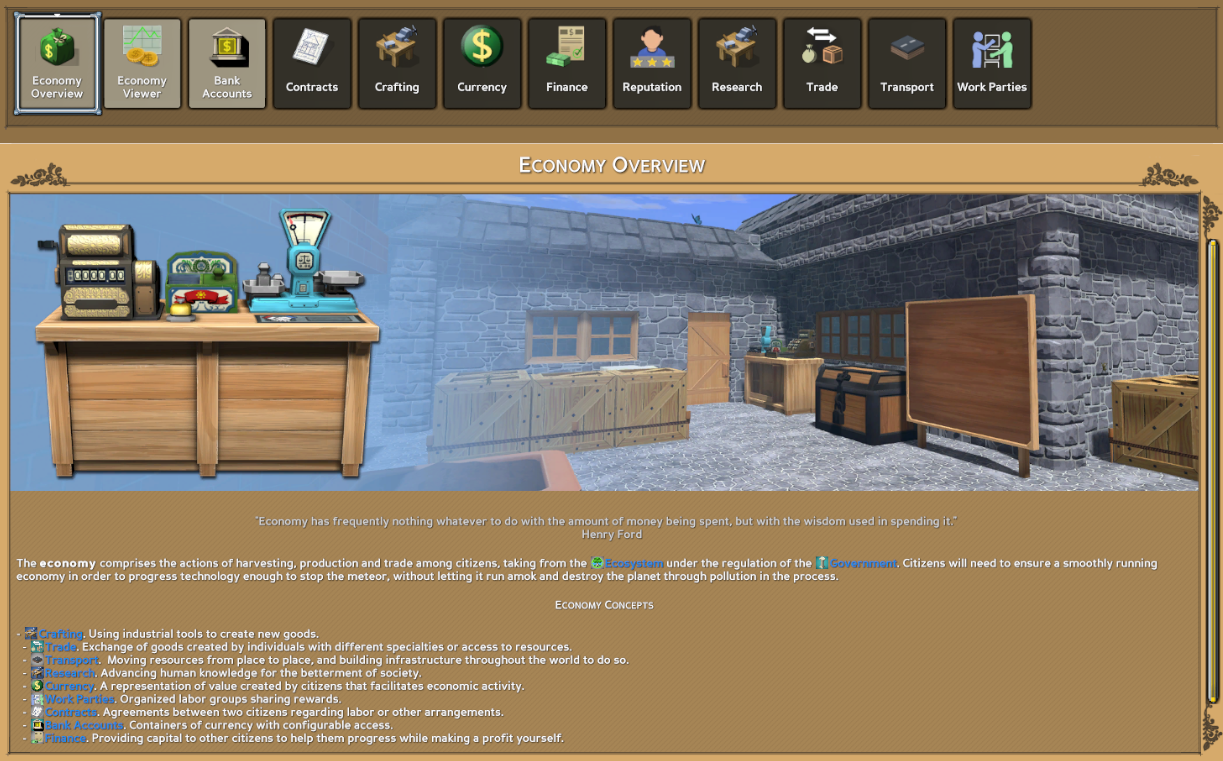 Economy
Overview
Economy
Viewer
Bank
Accounts
Contracts
Crafting
Currency
Finance
Reputation
Research
Trade
Transport
Work Parties
Economy Overview
"Economy has frequently nothing whatever to do with the amount of money being spent, but with the wisdom used in spending it."
Henry Ford
The economy comprises the actions of harvesting, production and trade among citizens, taking from the Ecosystem under the regulation of the Government. Citizens will need to ensure a smoothly running
economy in order to progress technology enough to stop the meteor, without letting it run amok and destroy the planet through pollution in the process.
Economy Concepts
- Crafting. Using industrial tools to create new goods.
- Trade. Exchange of goods created by individuals with different specialties or access to resources.
- Transport. Moving resources from place to place, and building infrastructure throughout the world to do so.
- Research. Advancing human knowledge for the betterment of society.
- Currency. A representation of value created by citizens that facilitates economic activity.
- Work Parties. Organized labor groups sharing rewards.
- Contracts. Agreements between two citizens regarding labor or other arrangements.
- Bank Accounts. Containers of currency with configurable access.
- Finance. Providing capital to other citizens to help them progress while making a profit yourself.